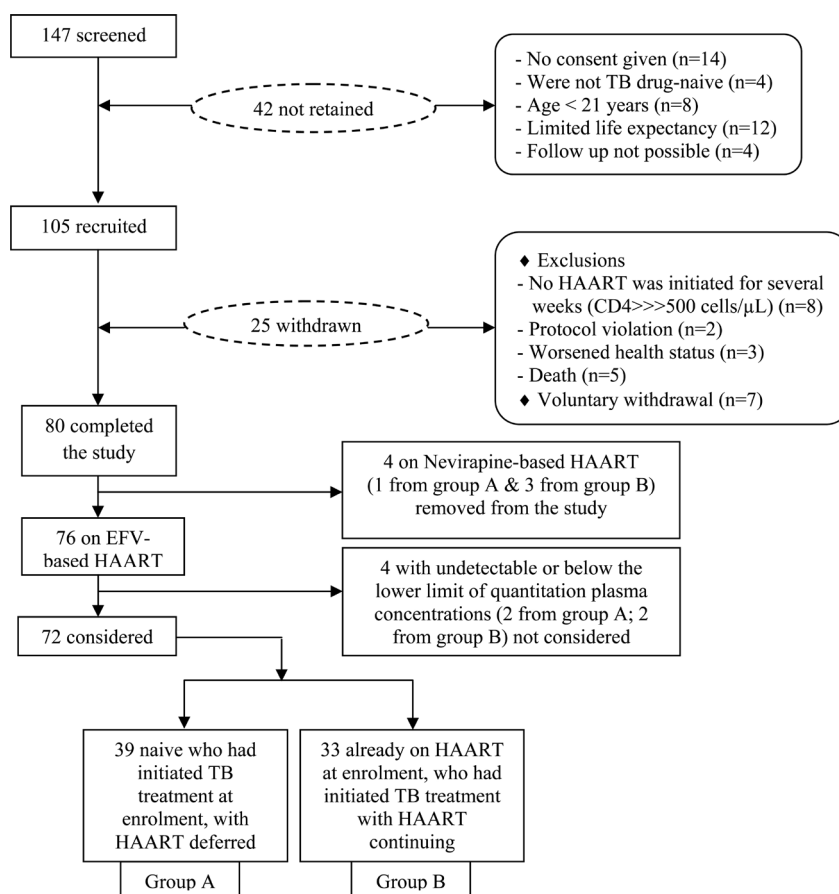 147 screened
- No consent given (n=14)
- Were not TB drug-naive (n=4)
- Age < 21 years (n=8)
- Limited life expectancy (n=12)
- Follow up not possible (n=4)
42 not retained
105 recruited
♦ Exclusions
- No HAART was initiated for several
weeks (CD4>>>500 cells/µL) (n=8)
- Protocol violation (n=2)
- Worsened health status (n=3)
- Death (n=5)
♦ Voluntary withdrawal (n=7)
25 withdrawn
80 completed
the study
4 on Nevirapine-based HAART
(1 from group A & 3 from group B)
removed from the study
76 on EFV-
based HAART
4 with undetectable or below the
lower limit of quantitation plasma
concentrations (2 from group A; 2
from group B) not considered
72 considered
39 naive who had
initiated TB
treatment at
enrolment, with
HAART deferred
Group A
33 already on HAART
at enrolment, who had
initiated TB treatment
with HAART
continuing
Group B